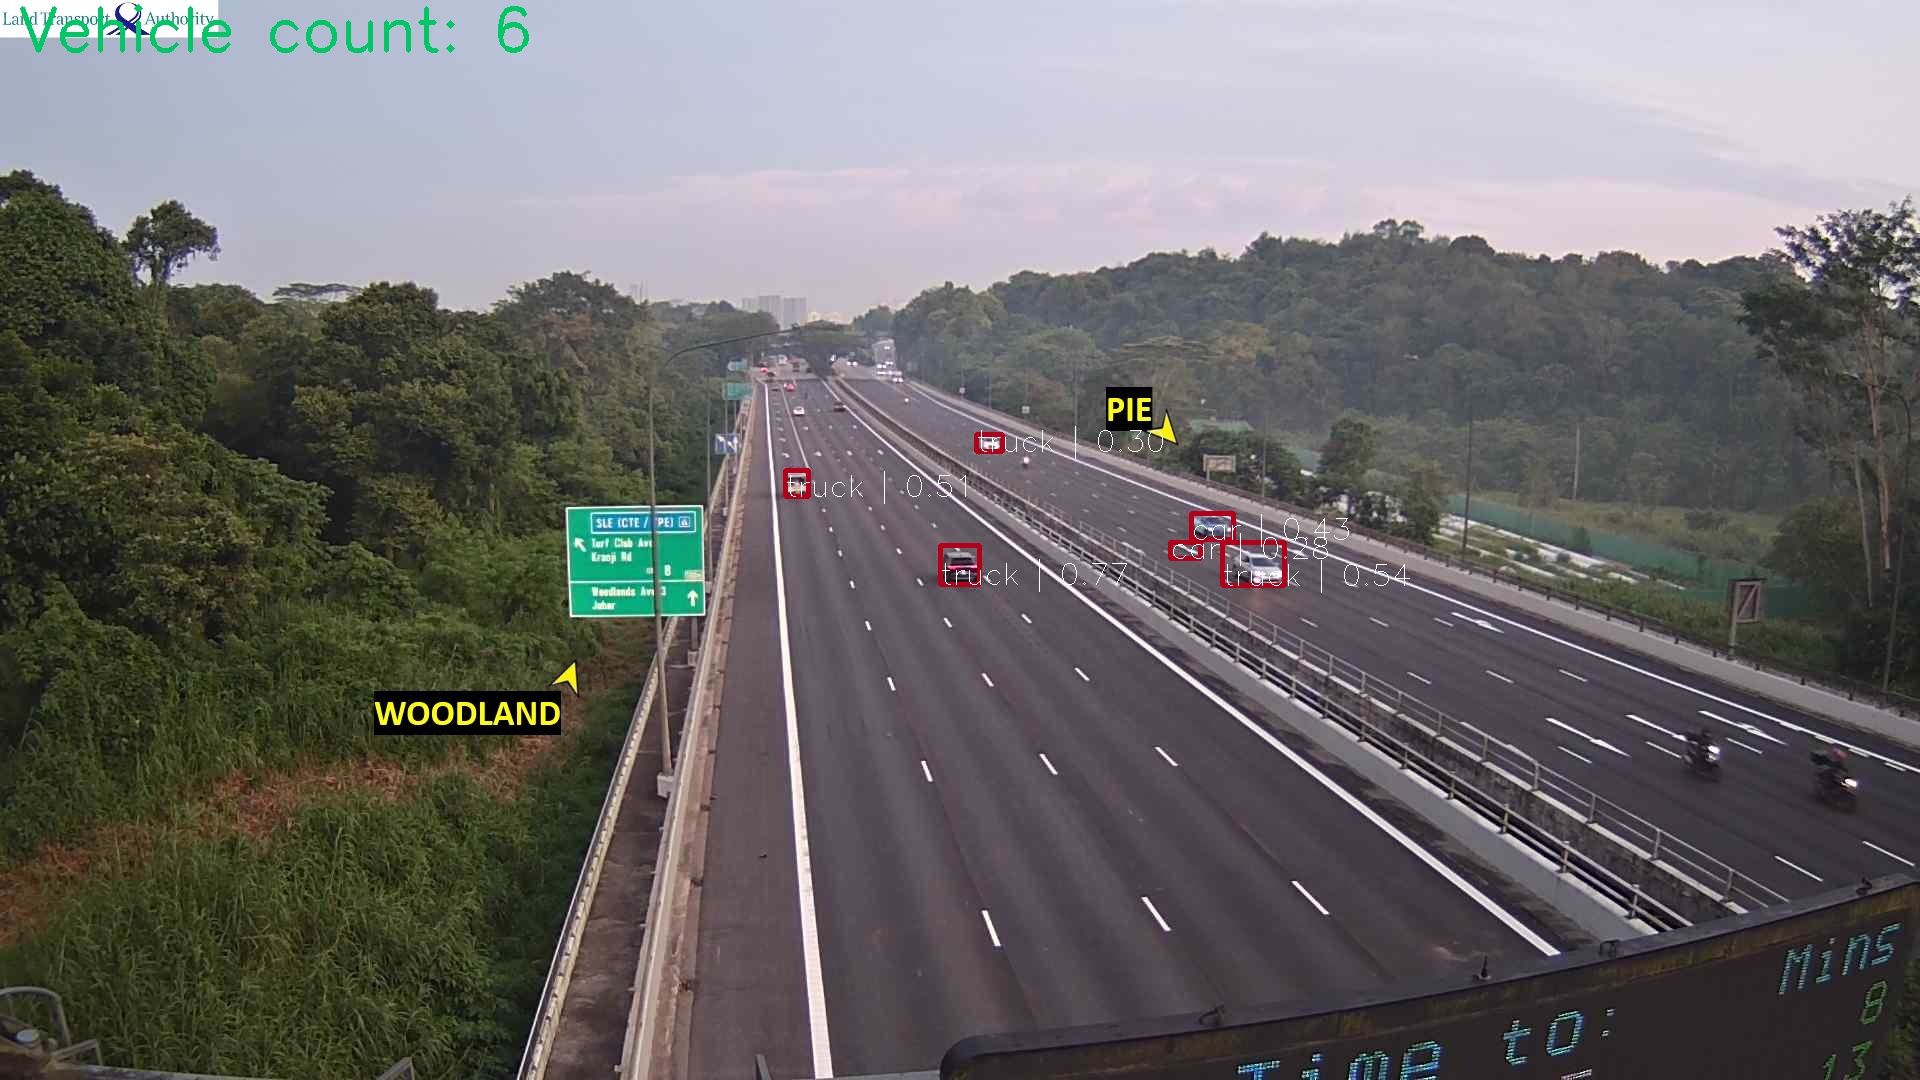 Land Transport Authority
Vehicle count: 6
PIE
truck | 0.30
truck | 0.51
car | 0.43
car | 0.28
truck | 0.77
truck | 0.54
SLE (CTE / TPE)
Turf Club Ave
Kranji Rd
8
Woodlands Ave 3
Johor
WOODLAND
Mins
8
Time to:
13